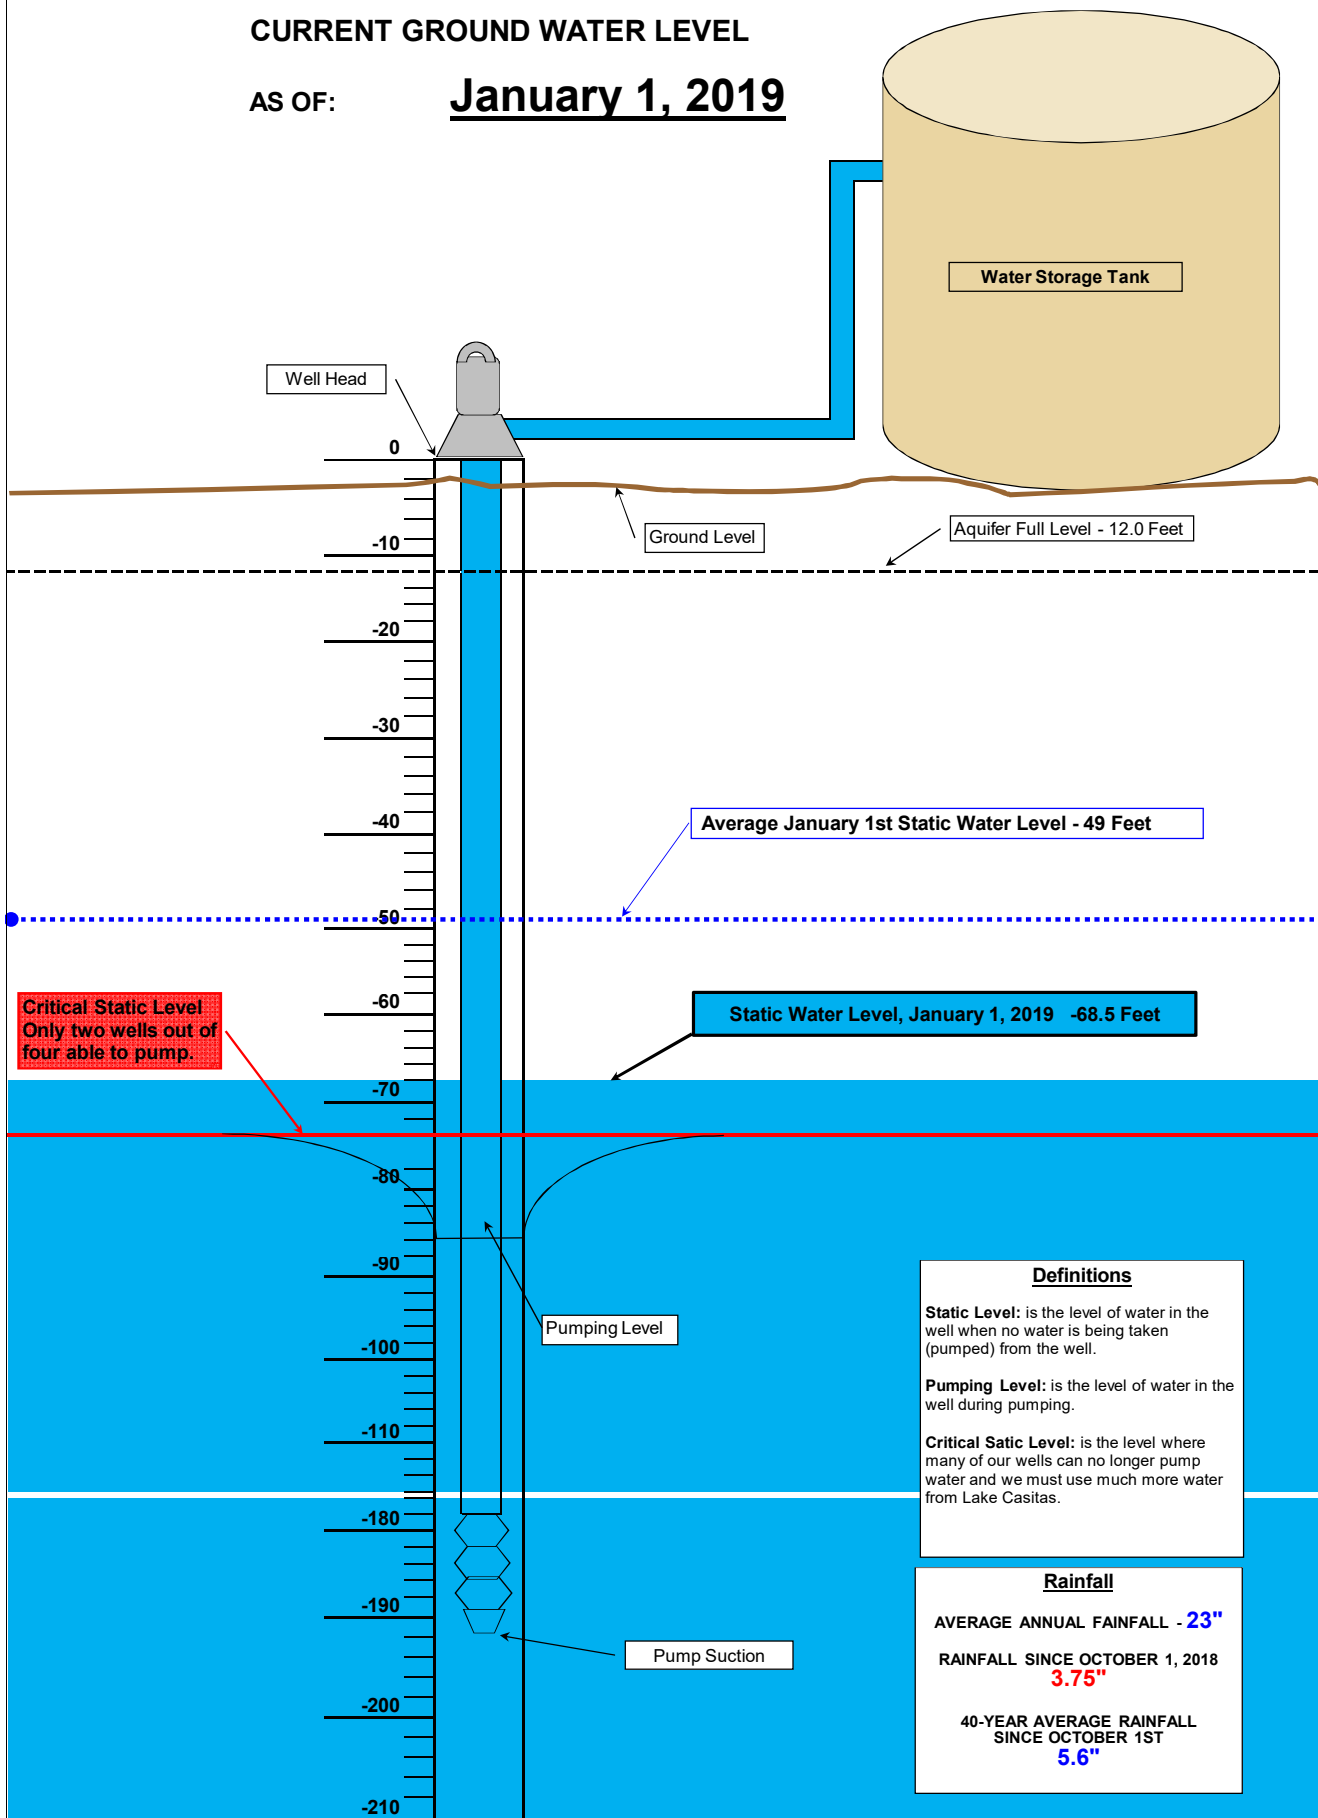 CURRENT GROUND WATER LEVEL
AS OF: January 1, 2019
Water Storage Tank
Well Head
0
Ground Level
Aquifer Full Level - 12.0 Feet
-10
-20
-30
-40
Average January 1st Static Water Level - 49 Feet
-50
Critical Static Level
Only two wells out of
four able to pump.
-60
Static Water Level, January 1, 2019 -68.5 Feet
-70
-80
-90
Pumping Level
-100
-110
Definitions
Static Level: is the level of water in the
well when no water is being taken
(pumped) from the well.
Pumping Level: is the level of water in the
well during pumping.
Critical Satic Level: is the level where
many of our wells can no longer pump
water and we must use much more water
from Lake Casitas.
-180
-190
Pump Suction
-200
-210
Rainfall
AVERAGE ANNUAL FAINFALL - 23"
RAINFALL SINCE OCTOBER 1, 2018
3.75"
40-YEAR AVERAGE RAINFALL
SINCE OCTOBER 1ST
5.6"